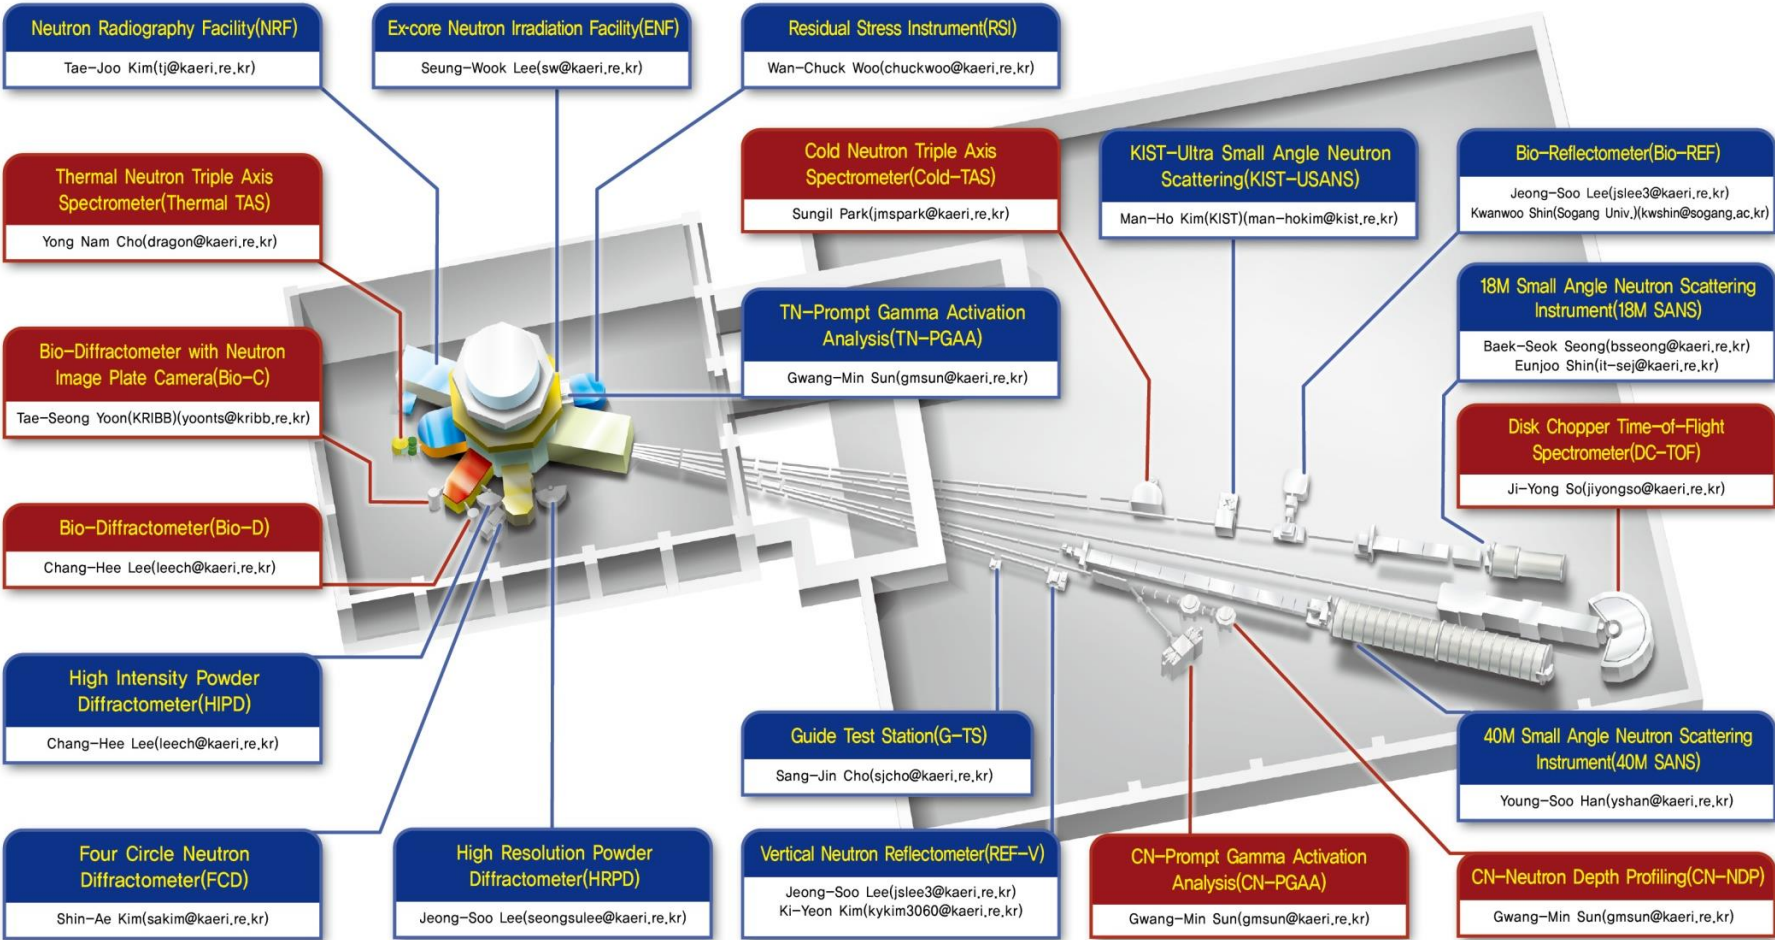 Neutron Radiography Facility(NRF)
Tae-Joo Kim(tj@kaeri.re.kr)
Ex-core Neutron Irradiation Facility(ENF)
Seung-Wook Lee(sw@kaeri.re.kr)
Residual Stress Instrument(RSI)
Wan-Chuck Woo(chuckwoo@kaeri.re.kr)
Thermal Neutron Triple Axis
Spectrometer(Thermal TAS)
Yong Nam Cho(dragon@kaeri.re.kr)
Cold Neutron Triple Axis
Spectrometer(Cold-TAS)
Sungil Park(jmspark@kaeri.re.kr)
KIST-Ultra Small Angle Neutron
Scattering(KIST-USANS)
Man-Ho Kim(KIST)(man-hokim@kist.re.kr)
Bio-Reflectometer(Bio-REF)
Jeong-Soo Lee(jslee3@kaeri.re.kr)
Kwanwoo Shin(Sogang Univ.)(kwshin@sogang.ac.kr)
Bio-Diffractometer with Neutron
Image Plate Camera(Bio-C)
Tae-Seong Yoon(KRIBB)(yoonts@kribb.re.kr)
TN-Prompt Gamma Activation
Analysis(TN-PGAA)
Gwang-Min Sun(gmsun@kaeri.re.kr)
18M Small Angle Neutron Scattering
Instrument(18M SANS)
Baek-Seok Seong(bsseong@kaeri.re.kr)
Eunjoo Shin(it-sej@kaeri.re.kr)
Disk Chopper Time-of-Flight
Spectrometer(DC-TOF)
Ji-Yong So(jiyongso@kaeri.re.kr)
Bio-Diffractometer(Bio-D)
Chang-Hee Lee(leech@kaeri.re.kr)
High Intensity Powder
Diffractometer(HIPD)
Chang-Hee Lee(leech@kaeri.re.kr)
Guide Test Station(G-TS)
Sang-Jin Cho(sjcho@kaeri.re.kr)
40M Small Angle Neutron Scattering
Instrument(40M SANS)
Young-Soo Han(yshan@kaeri.re.kr)
Four Circle Neutron
Diffractometer(FCD)
Shin-Ae Kim(sakim@kaeri.re.kr)
High Resolution Powder
Diffractometer(HRPD)
Jeong-Soo Lee(seongsulee@kaeri.re.kr)
Vertical Neutron Reflectometer(REF-V)
Jeong-Soo Lee(jslee3@kaeri.re.kr)
Ki-Yeon Kim(kykim3060@kaeri.re.kr)
CN-Prompt Gamma Activation
Analysis(CN-PGAA)
Gwang-Min Sun(gmsun@kaeri.re.kr)
CN-Neutron Depth Profiling(CN-NDP)
Gwang-Min Sun(gmsun@kaeri.re.kr)